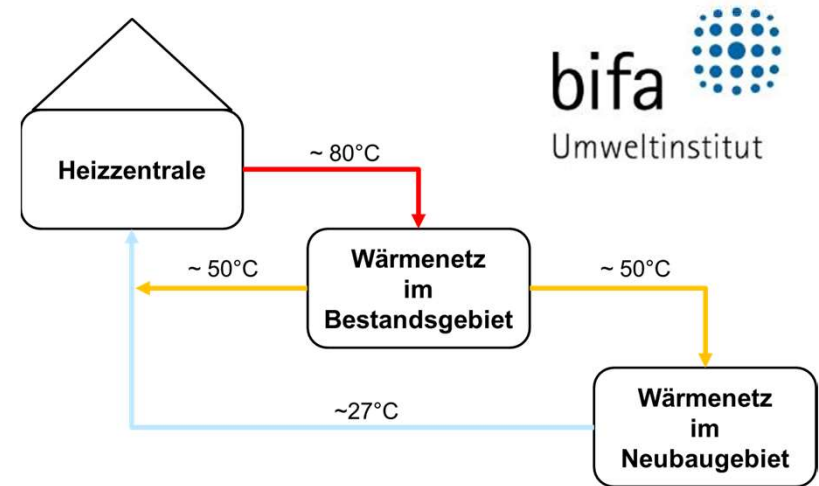 bifa
Umweltinstitut
Heizzentrale
~ 80°C
~ 50°C
Wärmenetz
im
Bestandsgebiet
~ 50°C
~27°C
Wärmenetz
im
Neubaugebiet